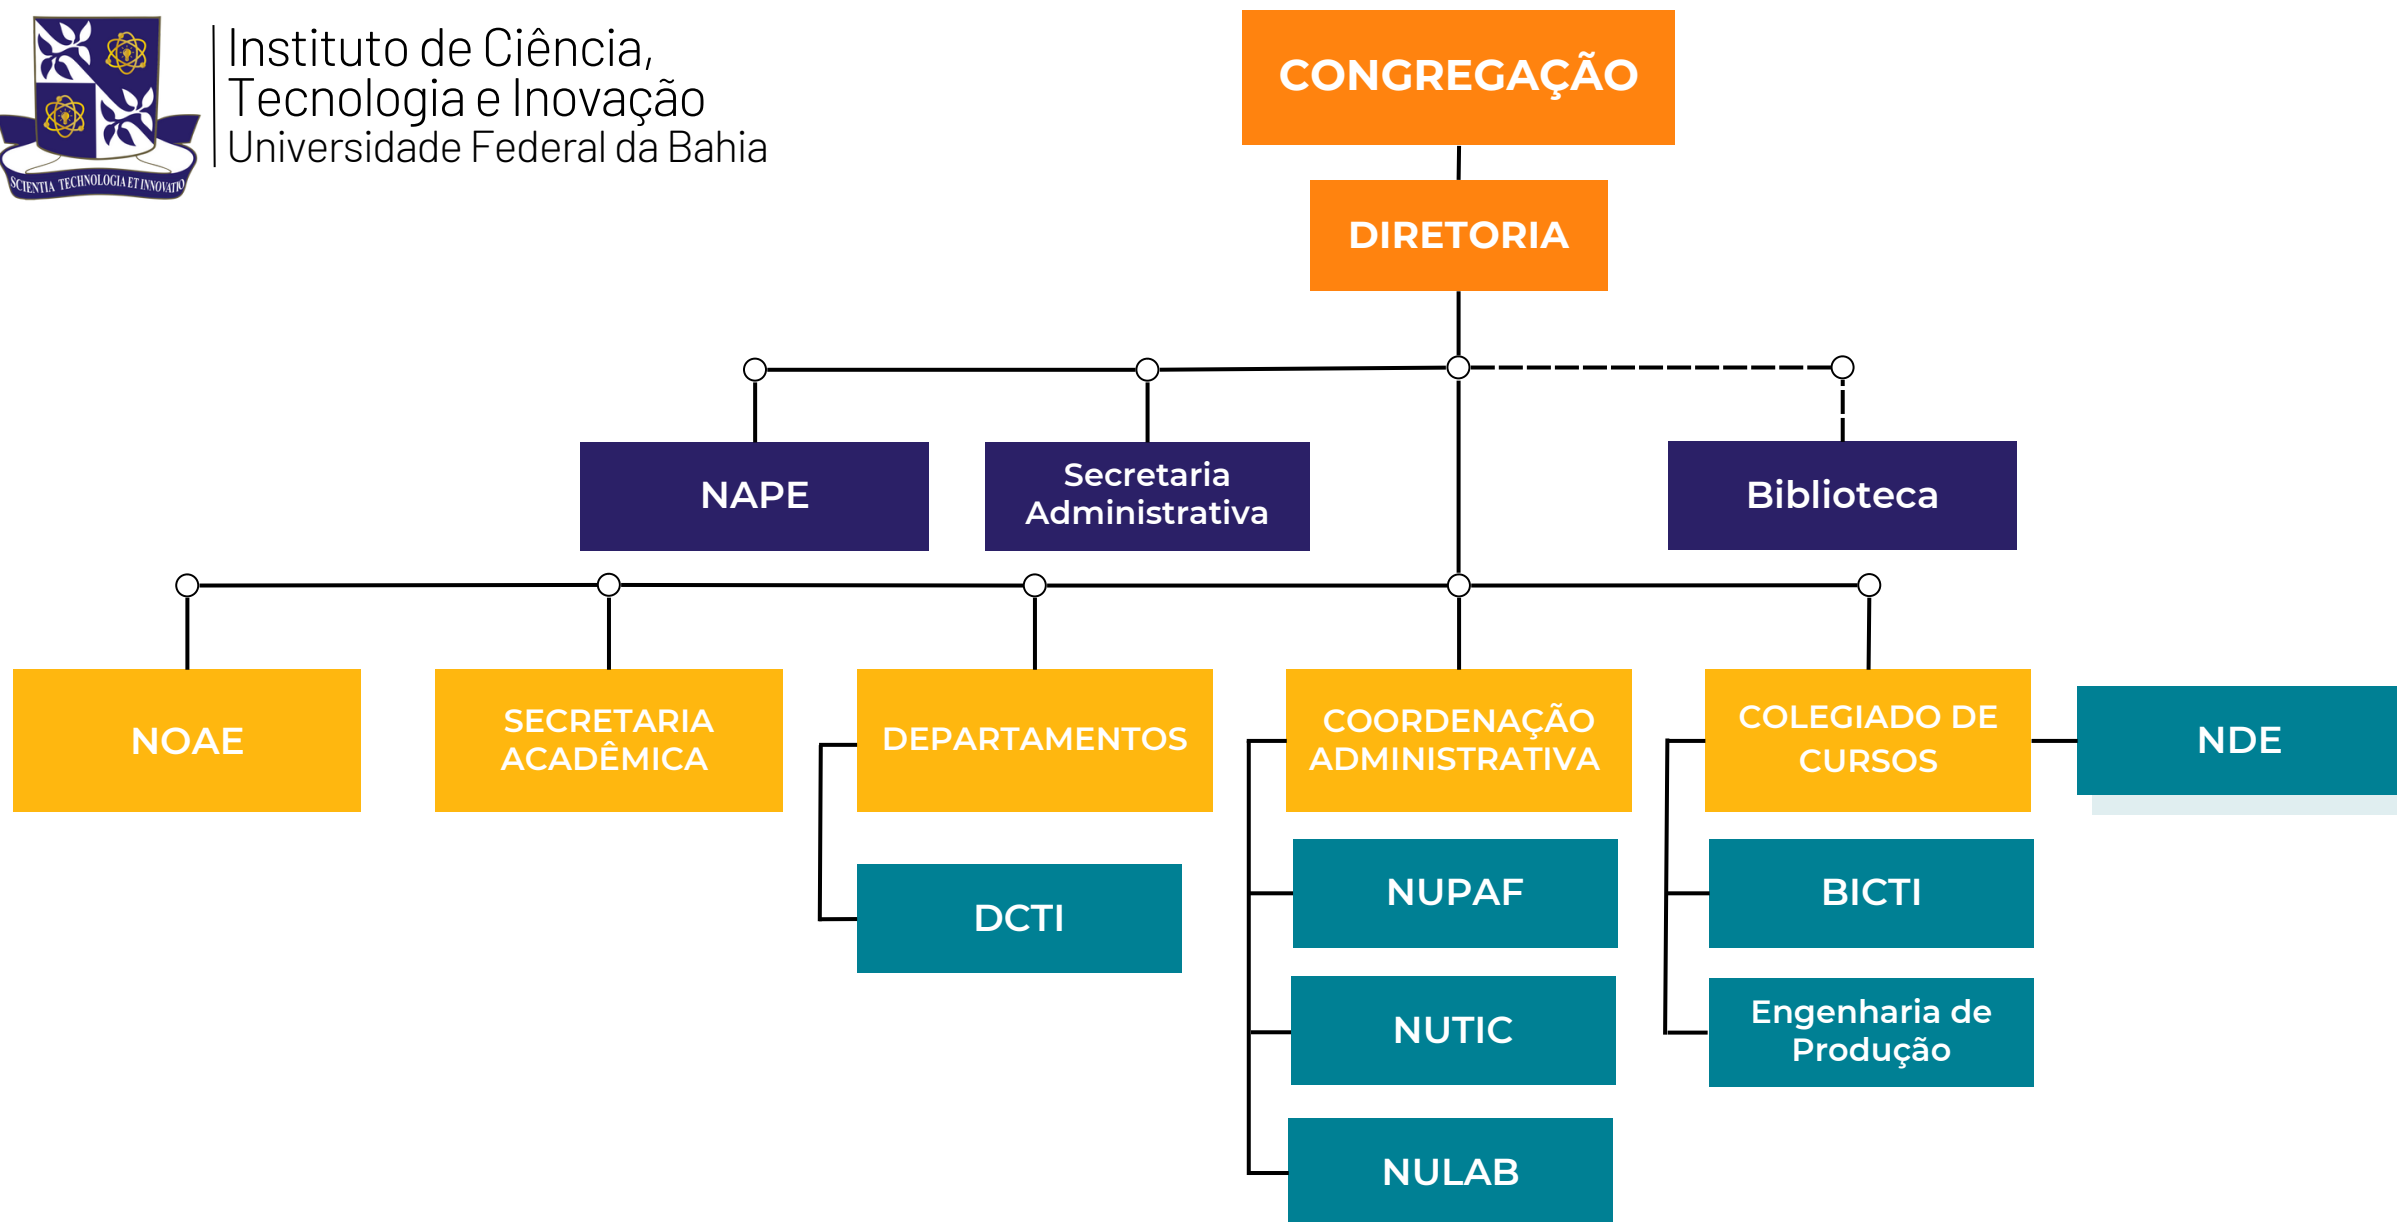 Instituto de Ciência,
Tecnologia e Inovação
Universidade Federal da Bahia
SCIENTIA TECHNOLOGIA ET INNOVATIO
CONGREGAÇÃO
DIRETORIA
NAPE
Secretaria
Administrativa
Biblioteca
NOAE
SECRETARIA
ACADÊMICA
DEPARTAMENTOS
COORDENAÇÃO
ADMINISTRATIVA
COLEGIADO DE
CURSOS
NDE
DCTI
NUPAF
BICTI
NUTIC
Engenharia de
Produção
NULAB